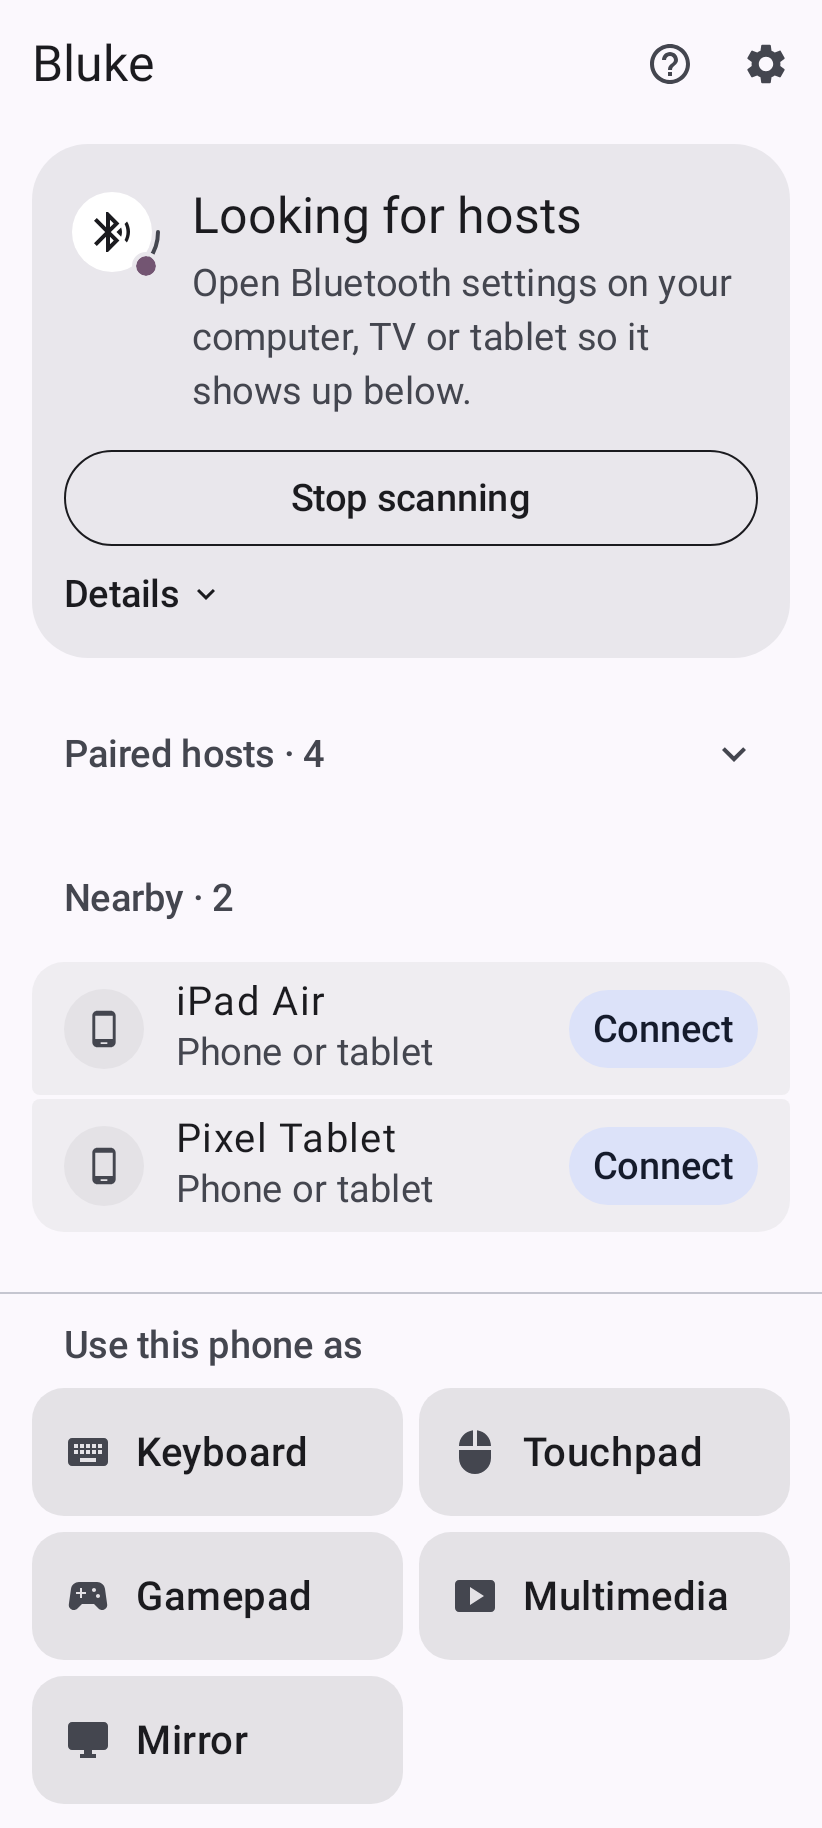 Bluke
Looking for hosts
Open Bluetooth settings on your
computer, TV or tablet so it
shows up below.
Stop scanning
Details
Paired hosts · 4
Nearby · 2
iPad Air
Phone or tablet
Connect
Pixel Tablet
Phone or tablet
Connect
Use this phone as
Keyboard
Touchpad
Gamepad
Multimedia
Mirror